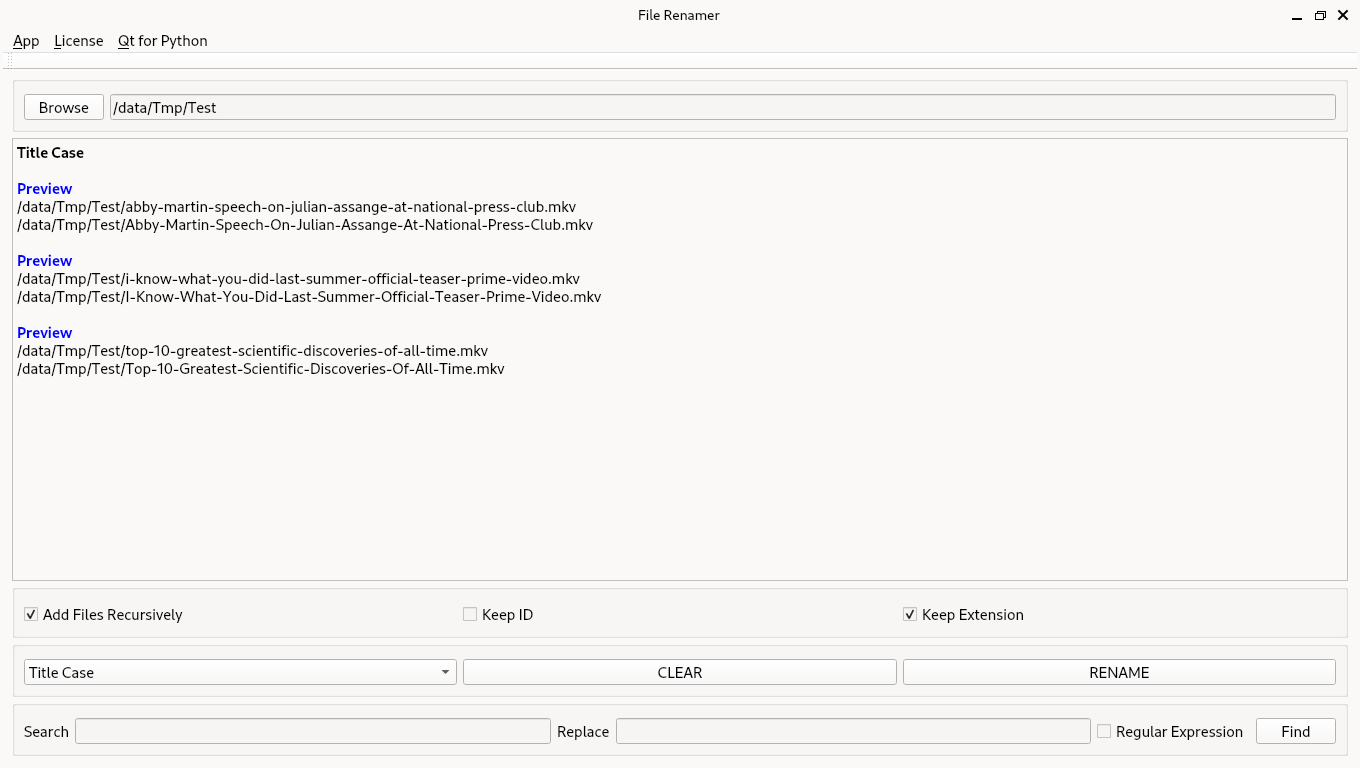 File Renamer
App License Qt for Python
Browse /data/Tmp/Test
Title Case
Preview
/data/Tmp/Test/abby-martin-speech-on-julian-assange-at-national-press-club.mkv
/data/Tmp/Test/Abby-Martin-Speech-On-Julian-Assange-At-National-Press-Club.mkv
Preview
/data/Tmp/Test/i-know-what-you-did-last-summer-official-teaser-prime-video.mkv
/data/Tmp/Test/I-Know-What-You-Did-Last-Summer-Official-Teaser-Prime-Video.mkv
Preview
/data/Tmp/Test/top-10-greatest-scientific-discoveries-of-all-time.mkv
/data/Tmp/Test/Top-10-Greatest-Scientific-Discoveries-Of-All-Time.mkv
Add Files Recursively Keep ID Keep Extension
Title Case CLEAR RENAME
Search Replace Regular Expression Find